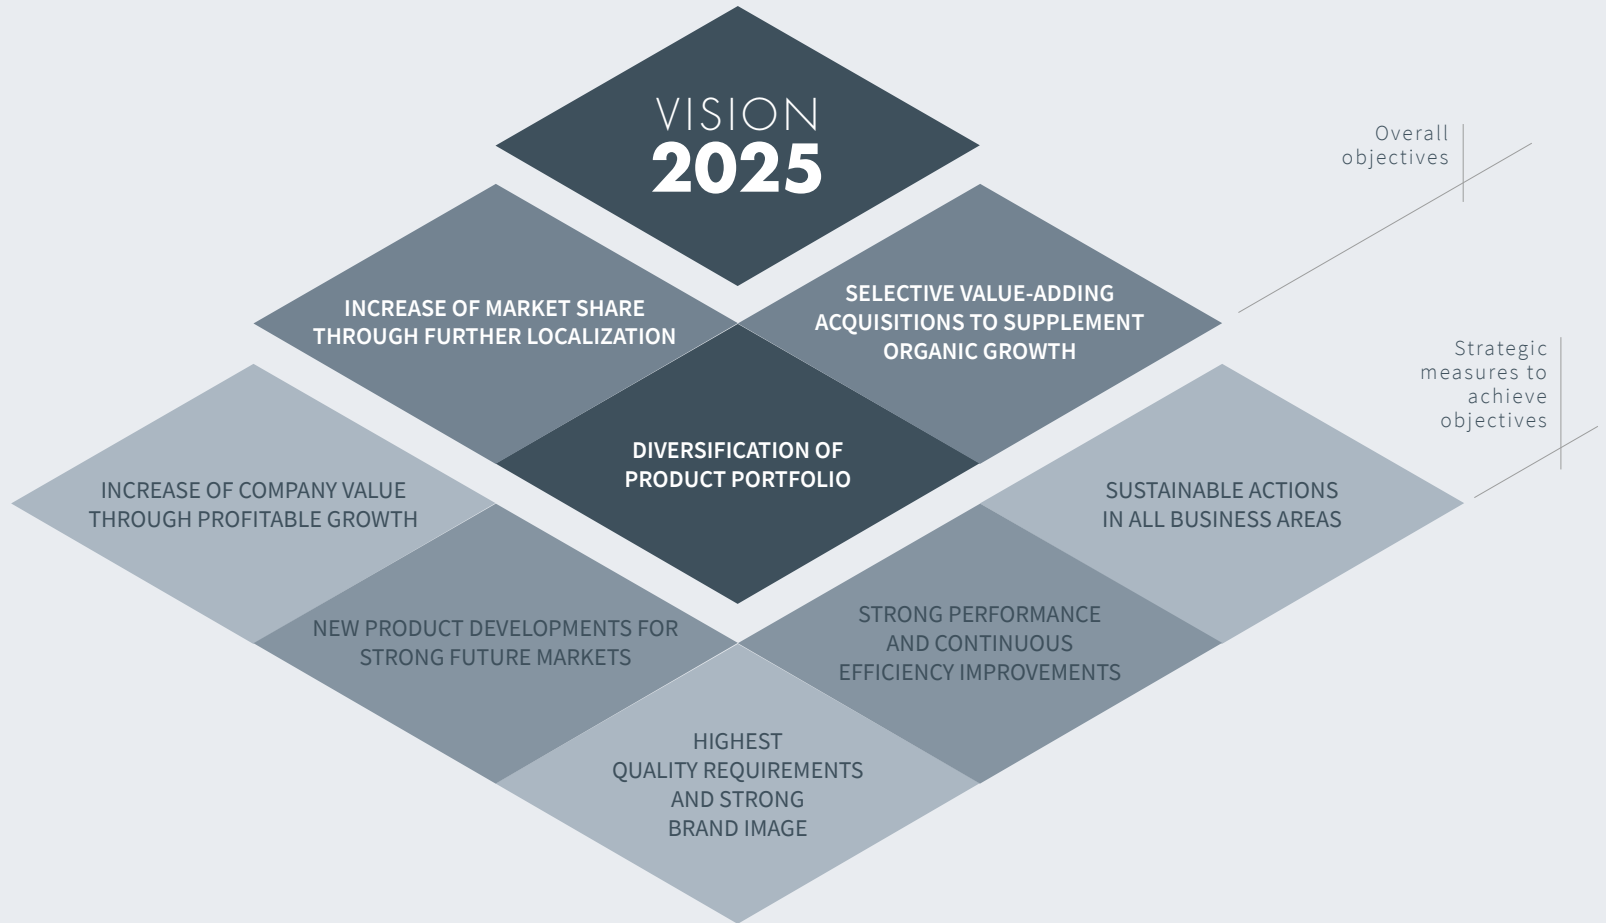 VISION
2025
Overall
objectives
INCREASE OF MARKET SHARE
THROUGH FURTHER LOCALIZATION
SELECTIVE VALUE-ADDING
ACQUISITIONS TO SUPPLEMENT
ORGANIC GROWTH
DIVERSIFICATION OF
PRODUCT PORTFOLIO
Strategic
measures to
achieve
objectives
INCREASE OF COMPANY VALUE
THROUGH PROFITABLE GROWTH
NEW PRODUCT DEVELOPMENTS FOR
STRONG FUTURE MARKETS
HIGHEST
QUALITY REQUIREMENTS
AND STRONG
BRAND IMAGE
STRONG PERFORMANCE
AND CONTINUOUS
EFFICIENCY IMPROVEMENTS
SUSTAINABLE ACTIONS
IN ALL BUSINESS AREAS